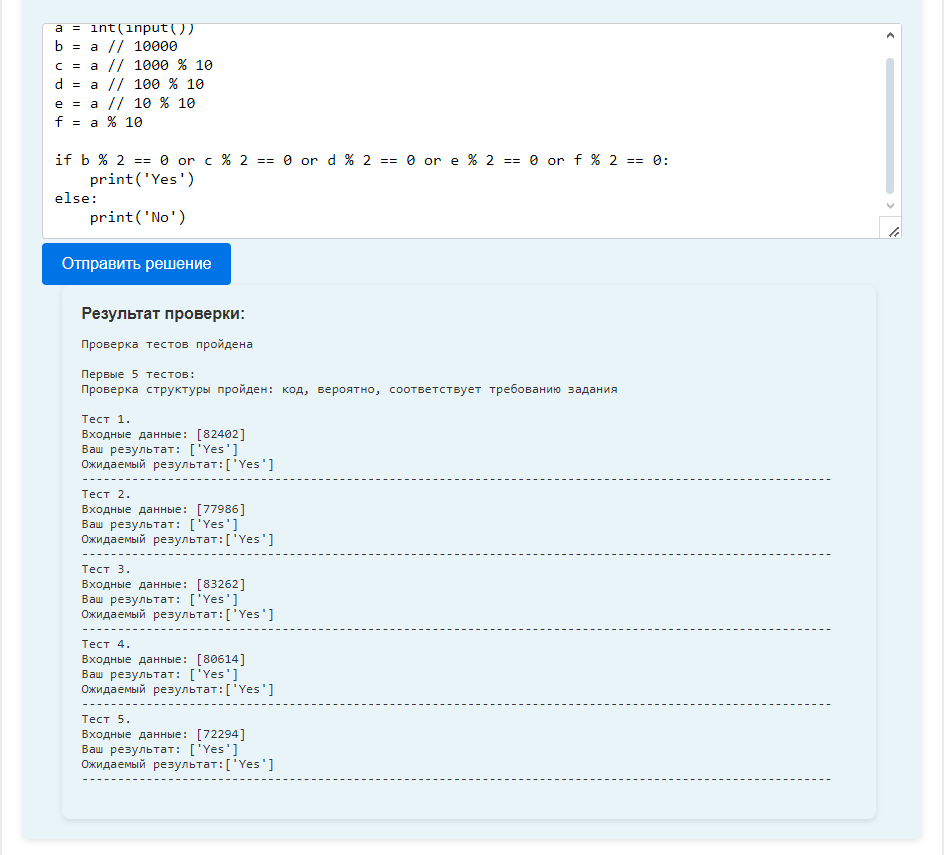 a = int(input())
b = a // 10000
c = a // 1000 % 10
d = a // 100 % 10
e = a // 10 % 10
f = a % 10
if b % 2 == 0 or c % 2 == 0 or d % 2 == 0 or e % 2 == 0 or f % 2 == 0:
    print('Yes')
else:
    print('No')
Отправить решение
Результат проверки:
Проверка тестов пройдена
Первые 5 тестов:
Проверка структуры пройден: код, вероятно, соответствует требованию задания
Тест 1.
Входные данные: [82402]
Ваш результат: ['Yes']
Ожидаемый результат:['Yes']
-----------------------------------------------------------------------------------------
Тест 2.
Входные данные: [77986]
Ваш результат: ['Yes']
Ожидаемый результат:['Yes']
-----------------------------------------------------------------------------------------
Тест 3.
Входные данные: [83262]
Ваш результат: ['Yes']
Ожидаемый результат:['Yes']
-----------------------------------------------------------------------------------------
Тест 4.
Входные данные: [80614]
Ваш результат: ['Yes']
Ожидаемый результат:['Yes']
-----------------------------------------------------------------------------------------
Тест 5.
Входные данные: [72294]
Ваш результат: ['Yes']
Ожидаемый результат:['Yes']
-----------------------------------------------------------------------------------------